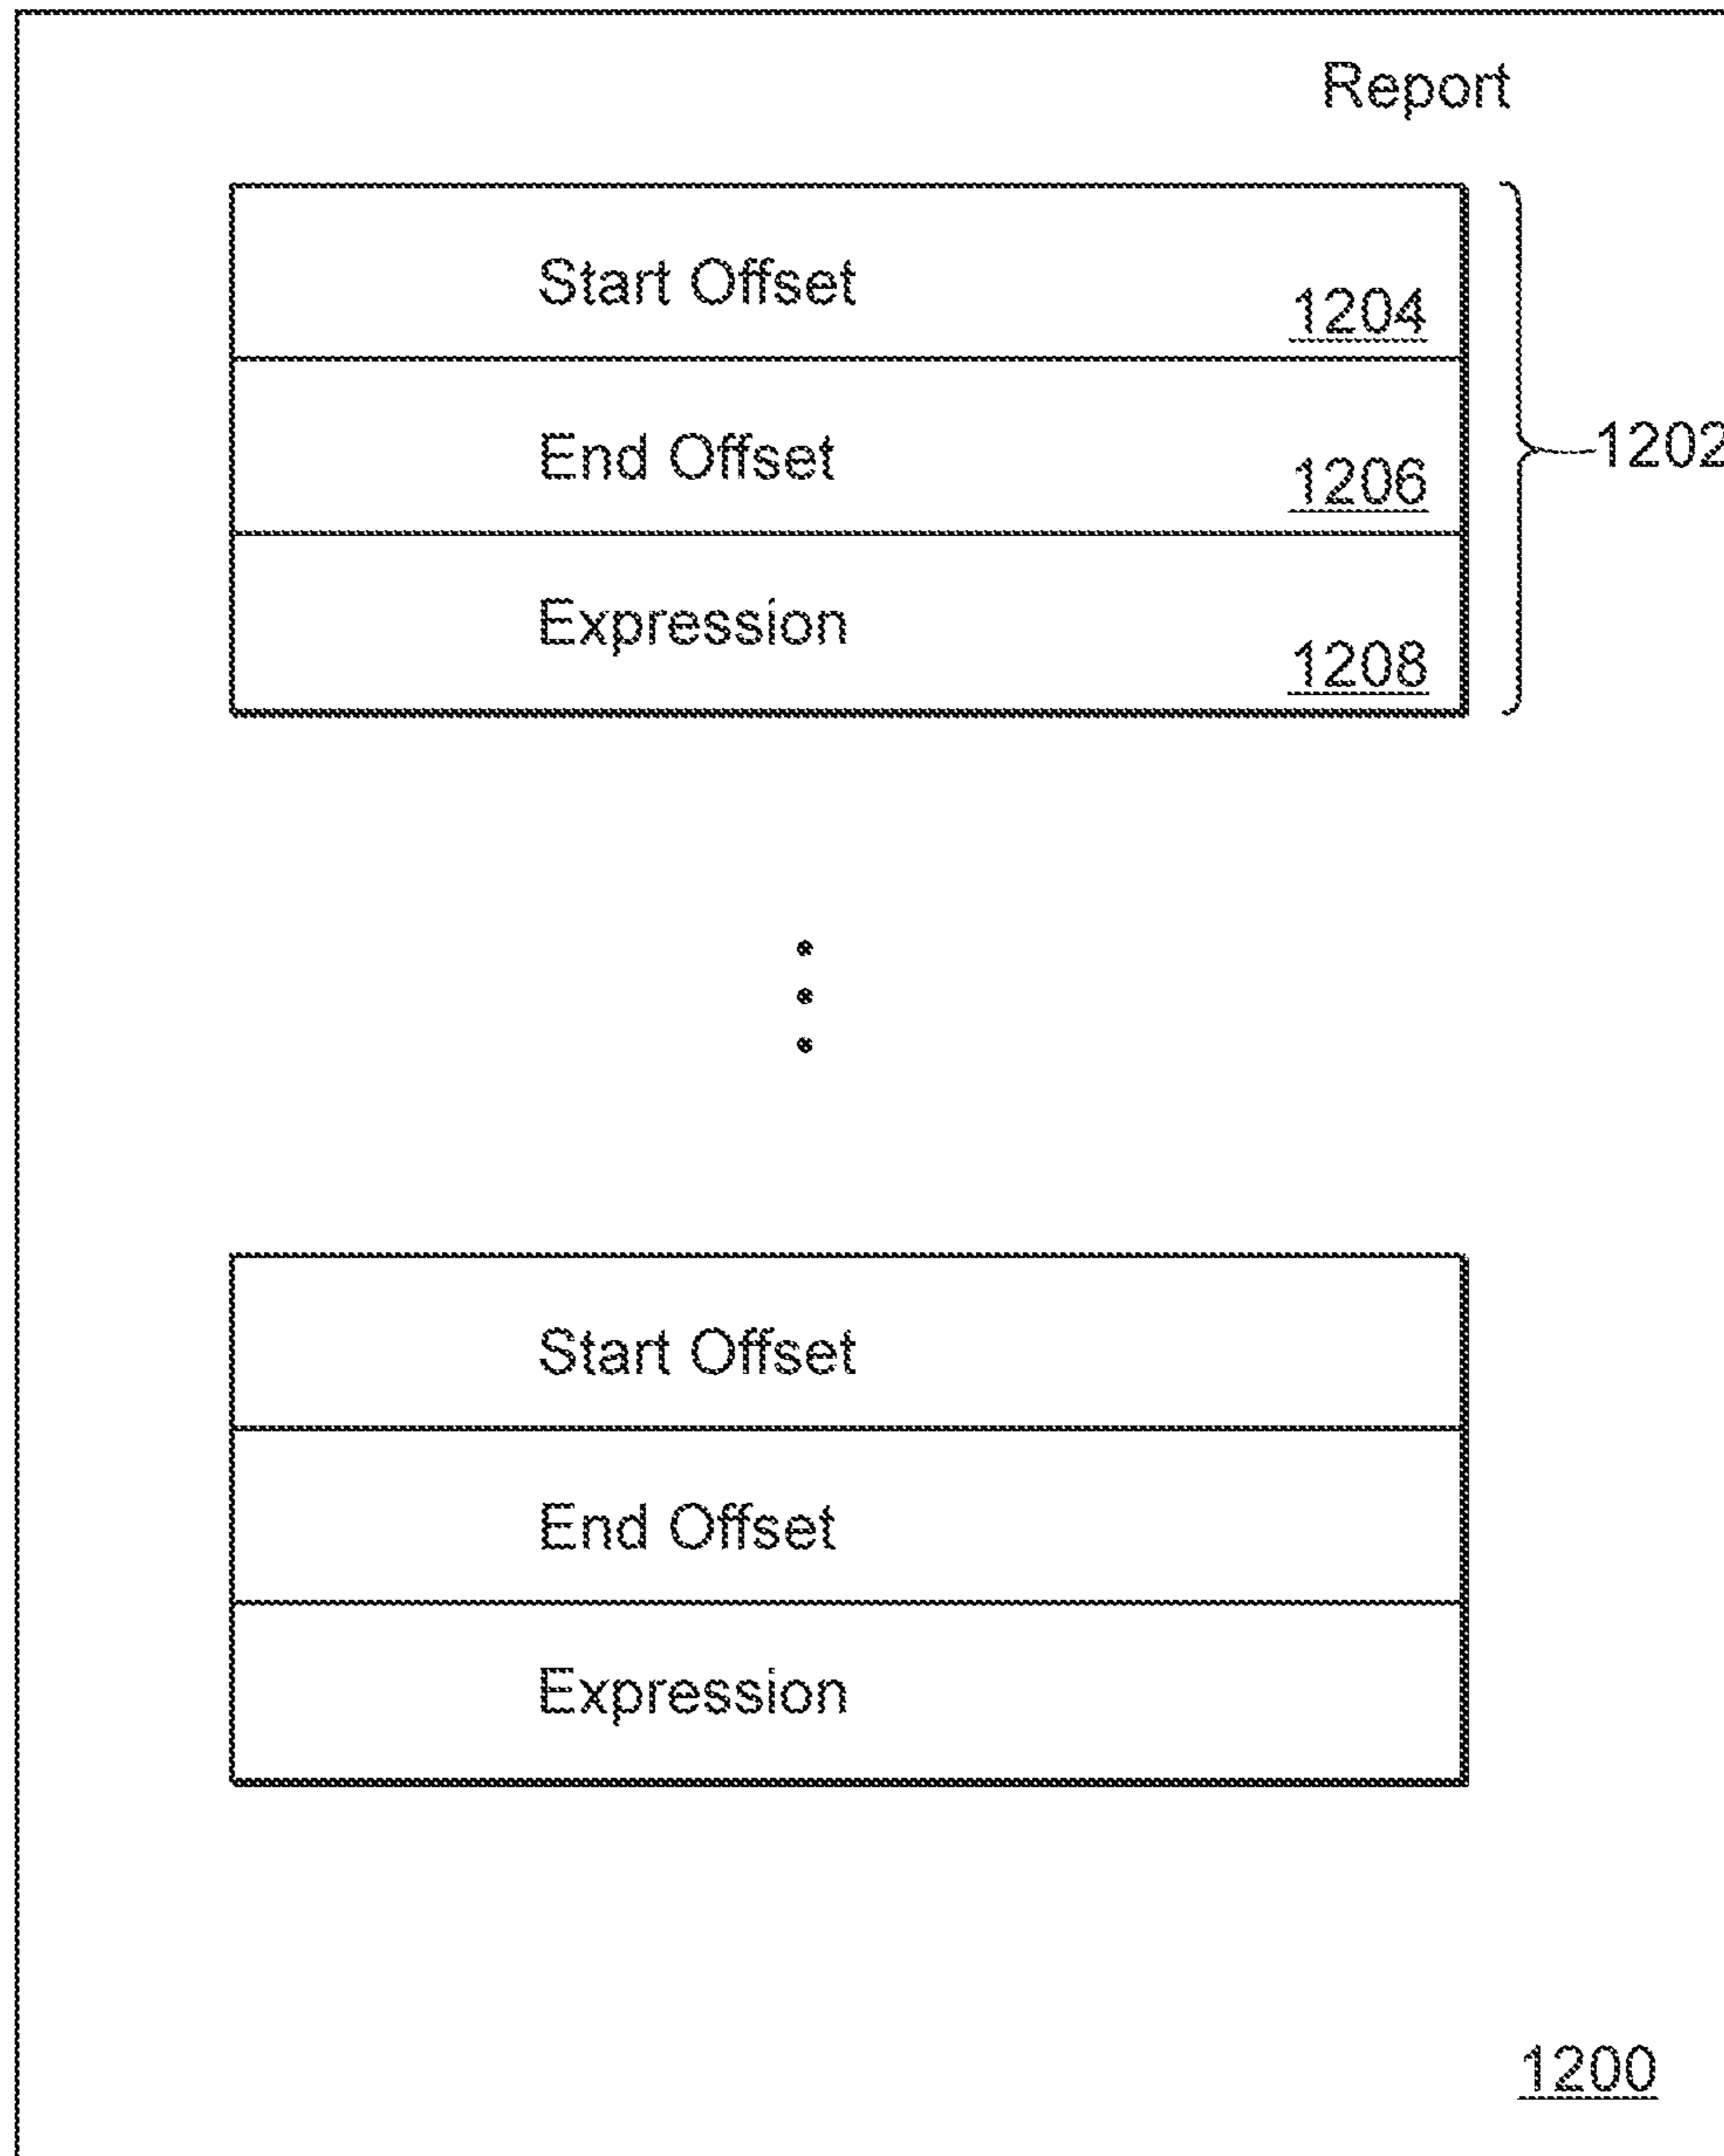 Report
Start Offset
1204
End Offset
1206
1202
Expression
1208
Start Offset
End Offset
Expression
1200